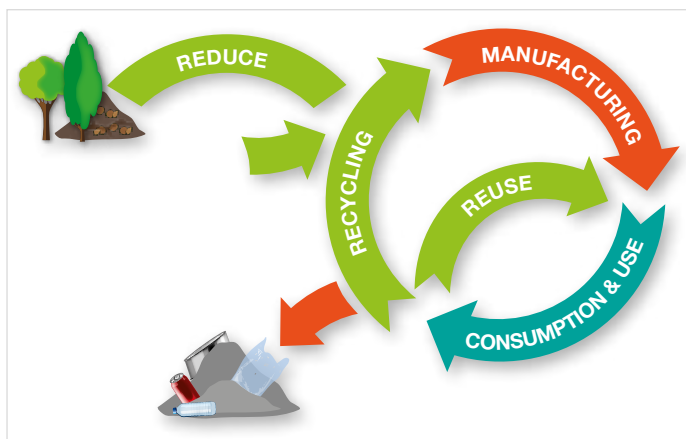 REDUCE
MANUFACTURING
RECYCLING
REUSE
CONSUMPTION & USE